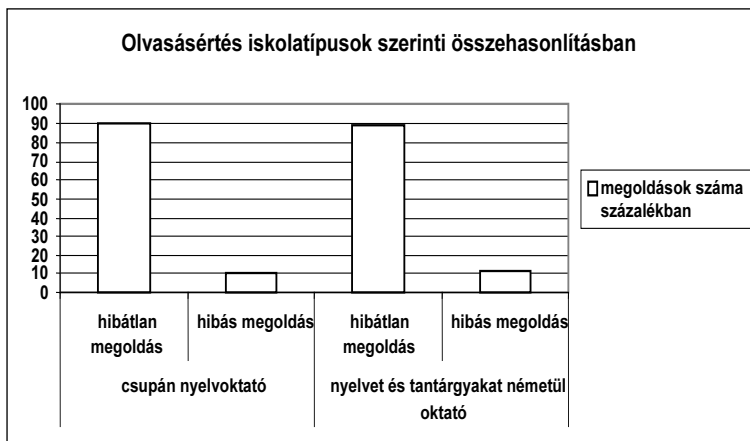 Olvasásértés iskolatípusok szerinti összehasonlításban
100
90
80
70
60
50
40
30
20
10
0
hibátlan
megoldás
hibás megoldás
hibátlan
megoldás
hibás megoldás
csupán nyelvoktató
nyelvet és tantárgyakat németül
oktató
megoldások száma
százalékban